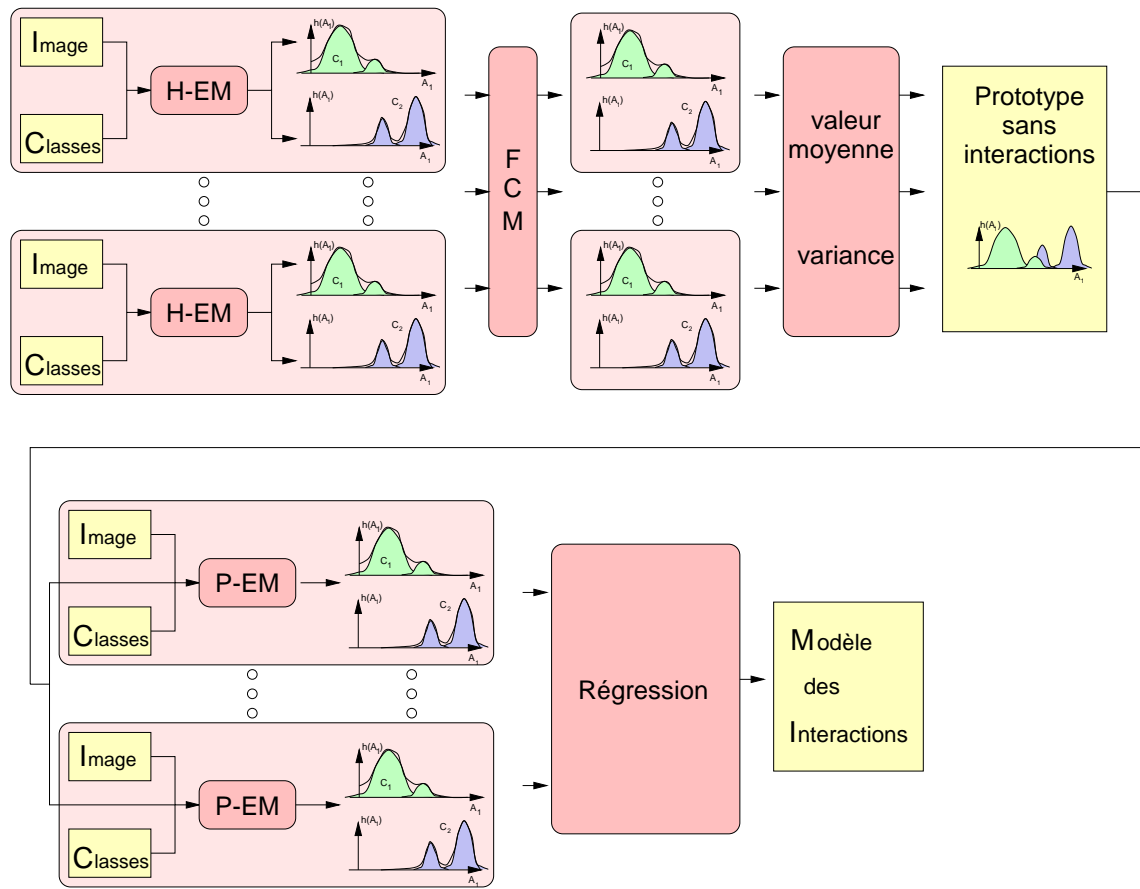 Image
Classes
H-EM
h(A1)
C1
A1
h(A1)
C2
A1
Image
Classes
H-EM
h(A1)
C1
A1
h(A1)
C2
A1
F
C
M
h(A1)
C1
A1
h(A1)
C2
A1
h(A1)
C1
A1
h(A1)
C2
A1
valeur
moyenne
variance
Prototype
sans
interactions
h(A1)
A1
Image
Classes
P-EM
h(A1)
C1
A1
h(A1)
C2
A1
Image
Classes
P-EM
h(A1)
C1
A1
h(A1)
C2
A1
Régression
Modèle
des
Interactions